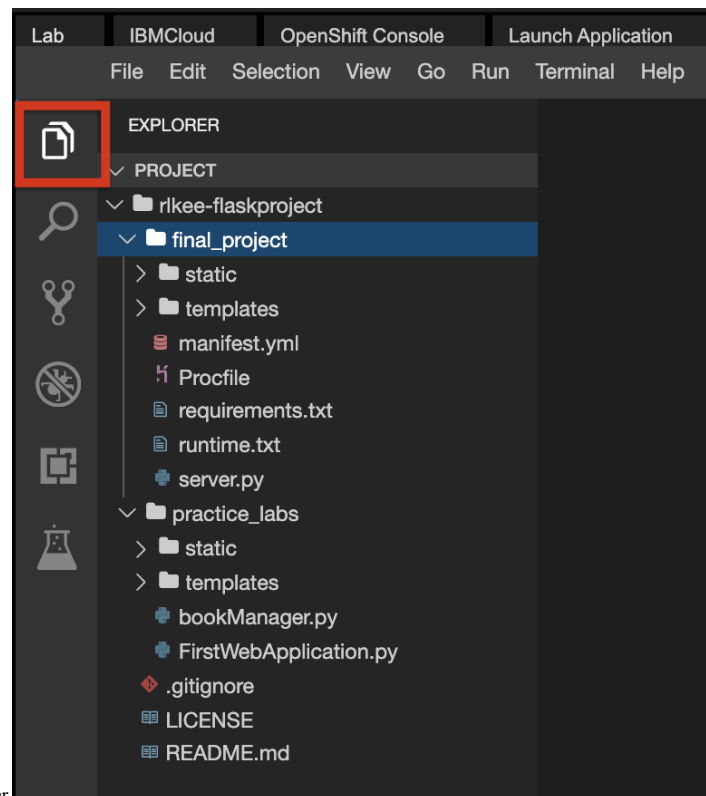 Lab IBMCloud OpenShift Console Launch Application
File Edit Selection View Go Run Terminal Help
EXPLORER
PROJECT
rlkee-flaskproject
final_project
static
templates
manifest.yml
Procfile
requirements.txt
runtime.txt
server.py
practice_labs
static
templates
bookManager.py
FirstWebApplication.py
.gitignore
LICENSE
README.md